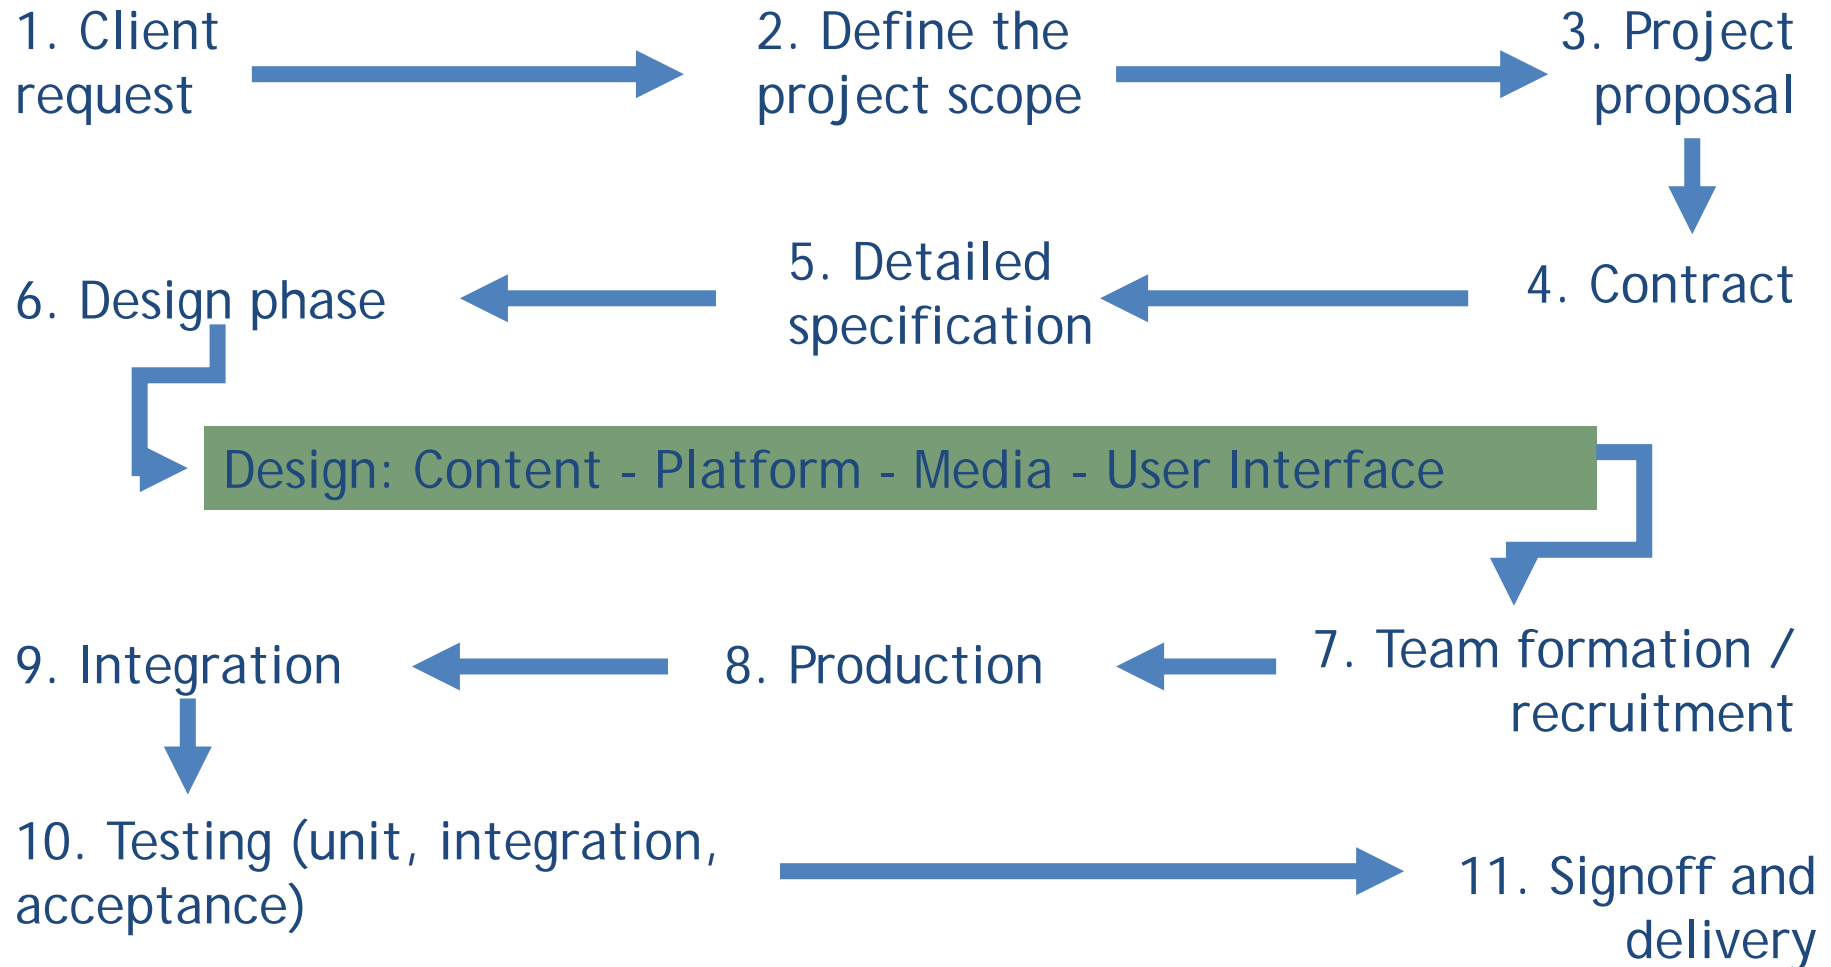 1. Client
request
2. Define the
project scope
3. Project
proposal
4. Contract
5. Detailed
specification
6. Design phase
Design: Content - Platform - Media - User Interface
7. Team formation /
recruitment
8. Production
9. Integration
10. Testing (unit, integration,
acceptance)
11. Signoff and
delivery